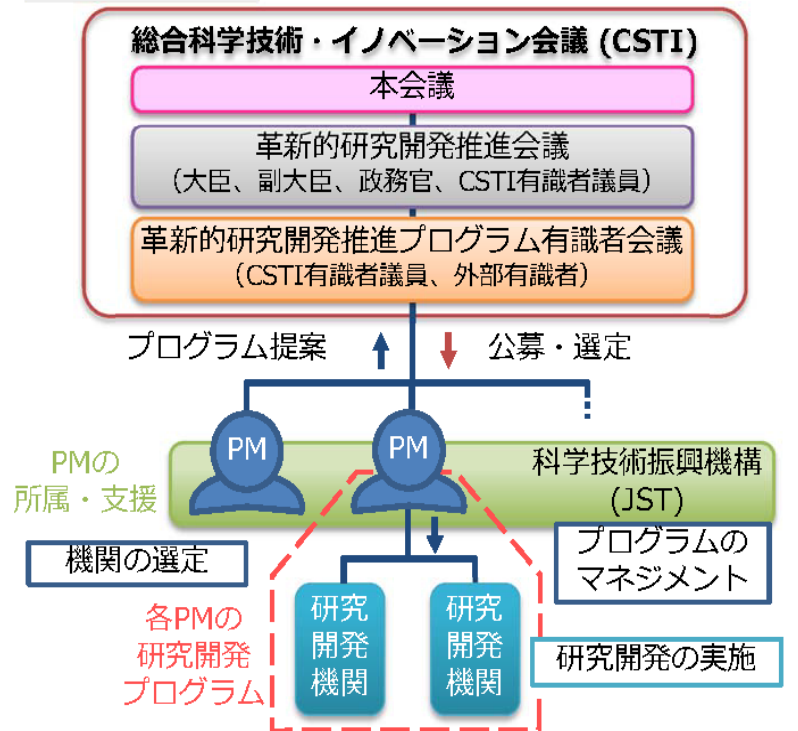 総合科学技術・イノベーション会議 (CSTI)
本会議
革新的研究開発推進会議
（大臣、副大臣、政務官、CSTI有識者議員）
革新的研究開発推進プログラム有識者会議
（CSTI有識者議員、外部有識者）
プログラム提案
公募・選定
PM
PM
PMの
所属・支援
科学技術振興機構
(JST)
機関の選定
プログラムの
マネジメント
各PMの
研究開発
プログラム
研究
開発
機関
研究
開発
機関
研究開発の実施